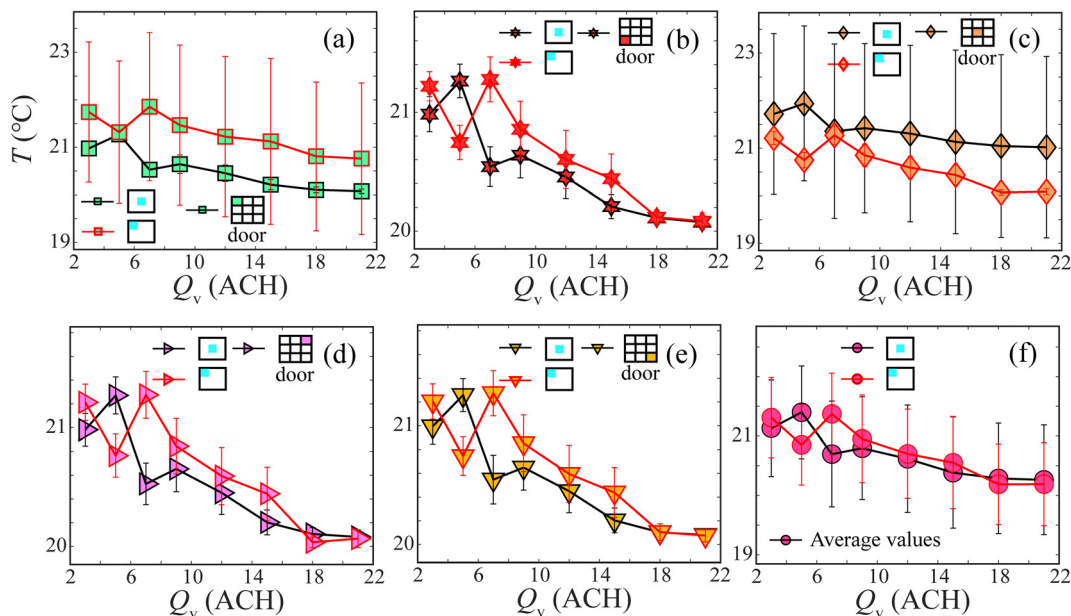 (a)
T (°C)
23
21
19
door
2 6 10 14 18 22
Qv (ACH)
(b)
door
21
20
2 6 10 14 18 22
Qv (ACH)
(c)
door
23
21
19
2 6 10 14 18 22
Qv (ACH)
(d)
door
21
20
2 6 10 14 18 22
Qv (ACH)
(e)
door
21
20
2 6 10 14 18 22
Qv (ACH)
(f)
21
19
Average values
2 6 10 14 18 22
Qv (ACH)